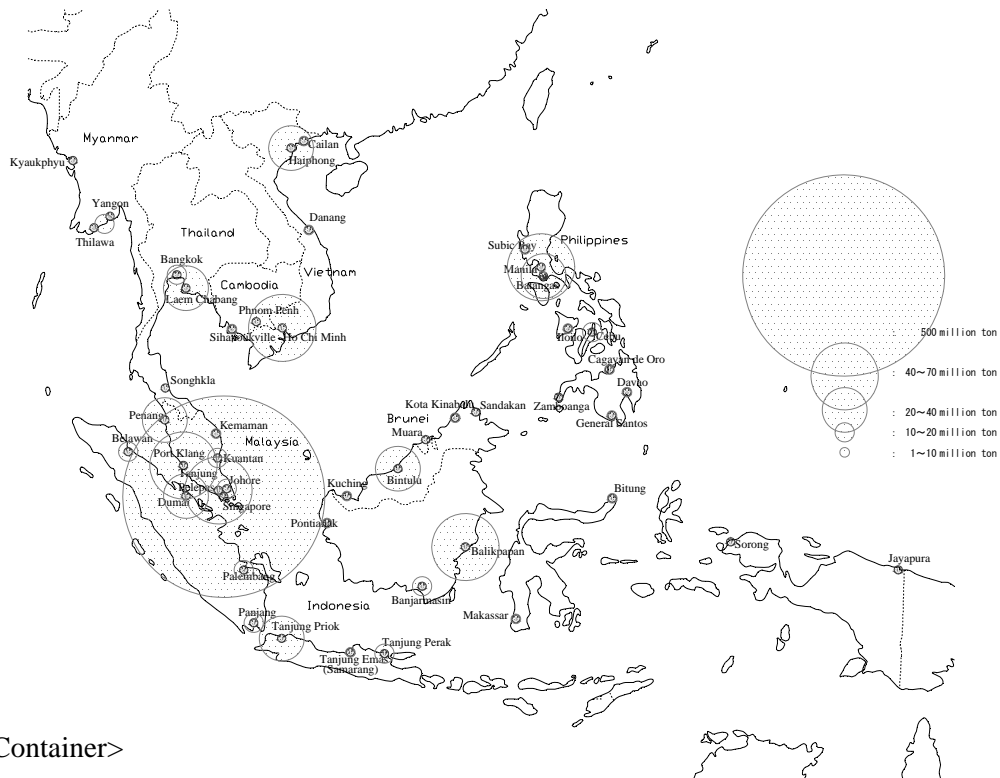 Myanmar
Cailan
Haiphong
Kyaukphyu
Yangon
Thilawa
Thailand
Danang
Bangkok
Vietnam
Laem Chabang
Cambodia
Phnom Penh
Sihanoukville
Ho Chi Minh
Subic Bay
Philippines
Manila
Batangas
Iloilo
Cebu
Cagayan de Oro
Davao
Zamboanga
General Santos
: 500 million ton
: 40～70 million ton
: 20～40 million ton
: 10～20 million ton
: 1～10 million ton
Songhkla
Penang
Kemaman
Belawan
Malaysia
Port Klang
Kuantan
Tanjung
Pelepas
Johore
Dumai
Singapore
Kota Kinabalu
Sandakan
Brunei
Muara
Bintulu
Kuching
Pontianak
Bitung
Balikpapan
Sorong
Jayapura
Palembang
Banjarmasin
Indonesia
Makassar
Panjang
Tanjung Priok
Tanjung Perak
Tanjung Emas
(Samarang)
Container>